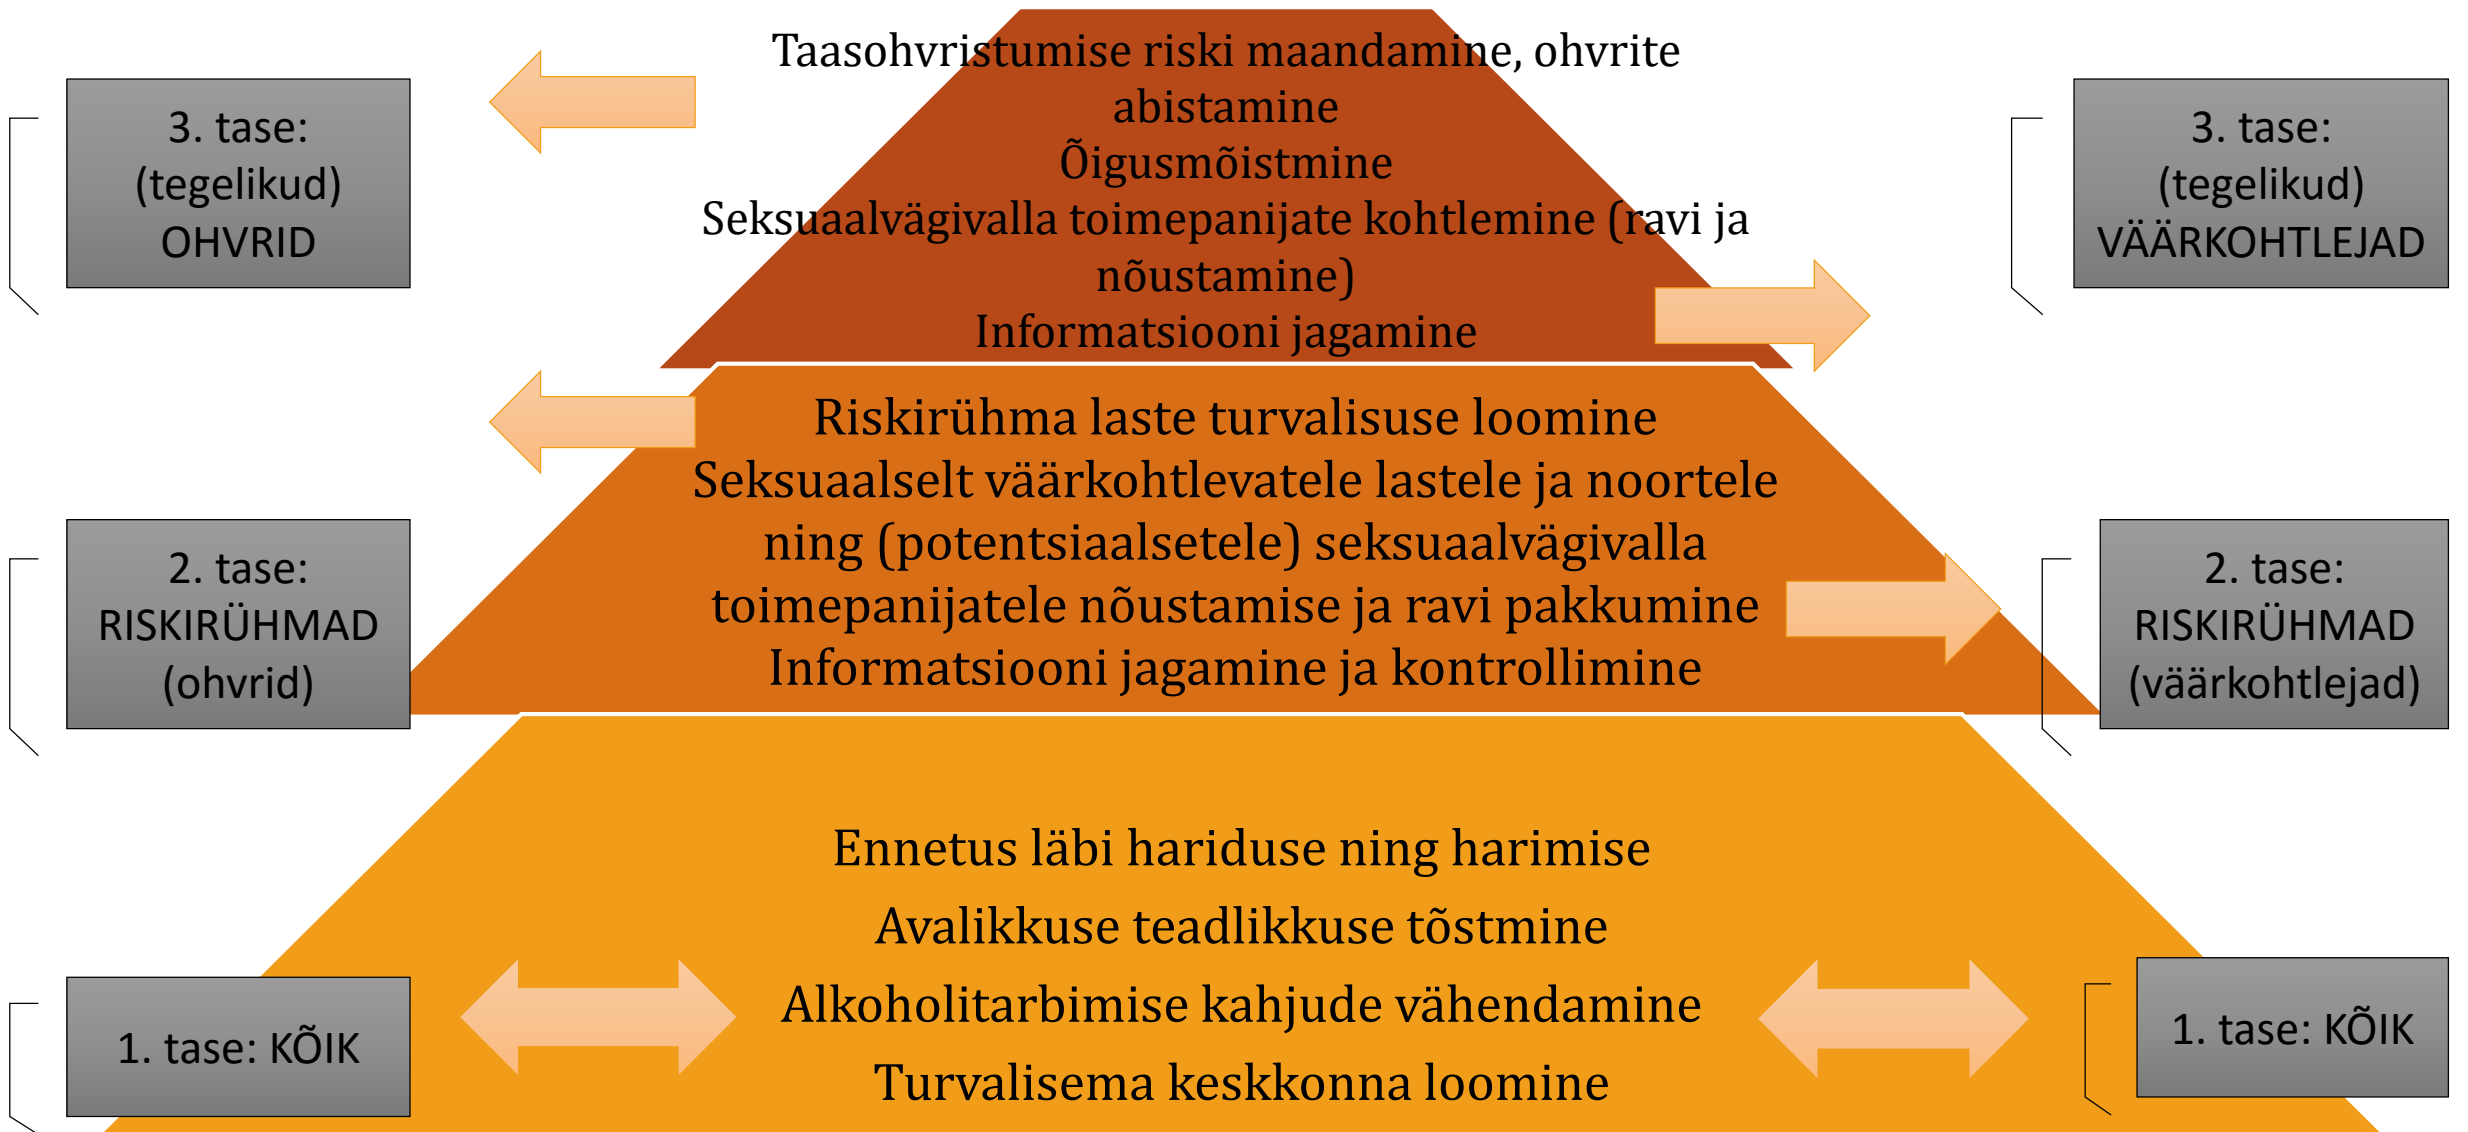 Taasohvristumise riski maandamine, ohvrite
abistamine
Õigusmõistmine
Seksuaalvägivalla toimepanijate kohtlemine (ravi ja
nõustamine)
Informatsiooni jagamine
3. tase:
(tegelikud)
OHVRID
3. tase:
(tegelikud)
VÄÄRKOHTLEJAD
Riskirühma laste turvalisuse loomine
Seksuaalselt väärkohtlevatele lastele ja noortele
ning (potentsiaalsetele) seksuaalvägivalla
toimepanijatele nõustamise ja ravi pakkumine
Informatsiooni jagamine ja kontrollimine
2. tase:
RISKIRÜHMAD
(ohvrid)
2. tase:
RISKIRÜHMAD
(väärkohtlejad)
Ennetus läbi hariduse ning harimise
Avalikkuse teadlikkuse tõstmine
Alkoholitarbimise kahjude vähendamine
Turvalisema keskkonna loomine
1. tase: KÕIK
1. tase: KÕIK